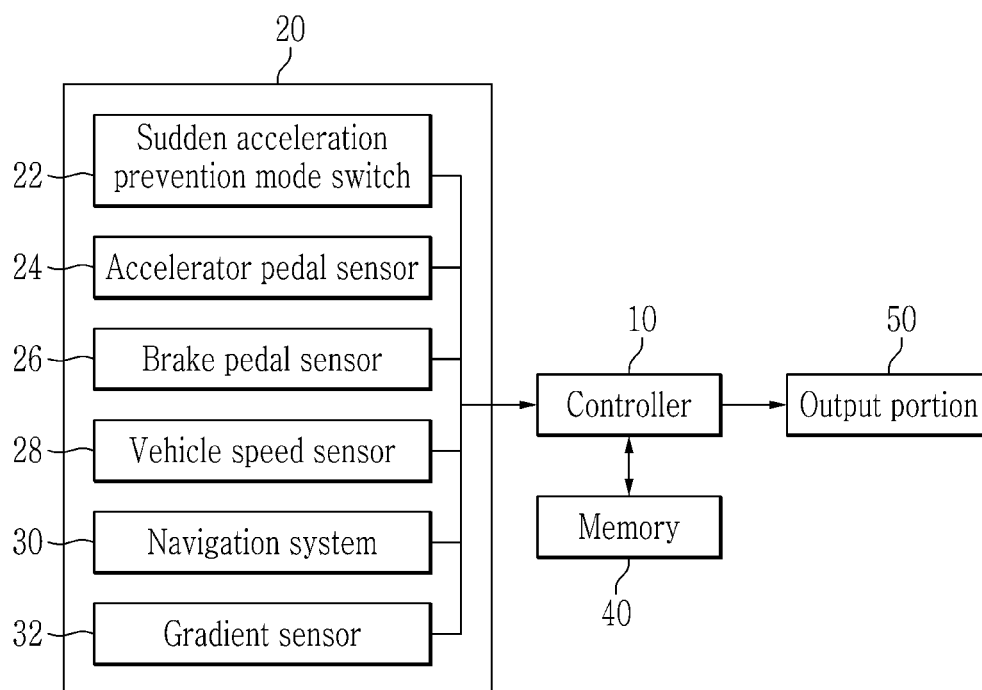 20
Sudden acceleration
prevention mode switch
22
Accelerator pedal sensor
24
Brake pedal sensor
26
Vehicle speed sensor
28
Navigation system
30
Gradient sensor
32
10
Controller
50
Output portion
Memory
40